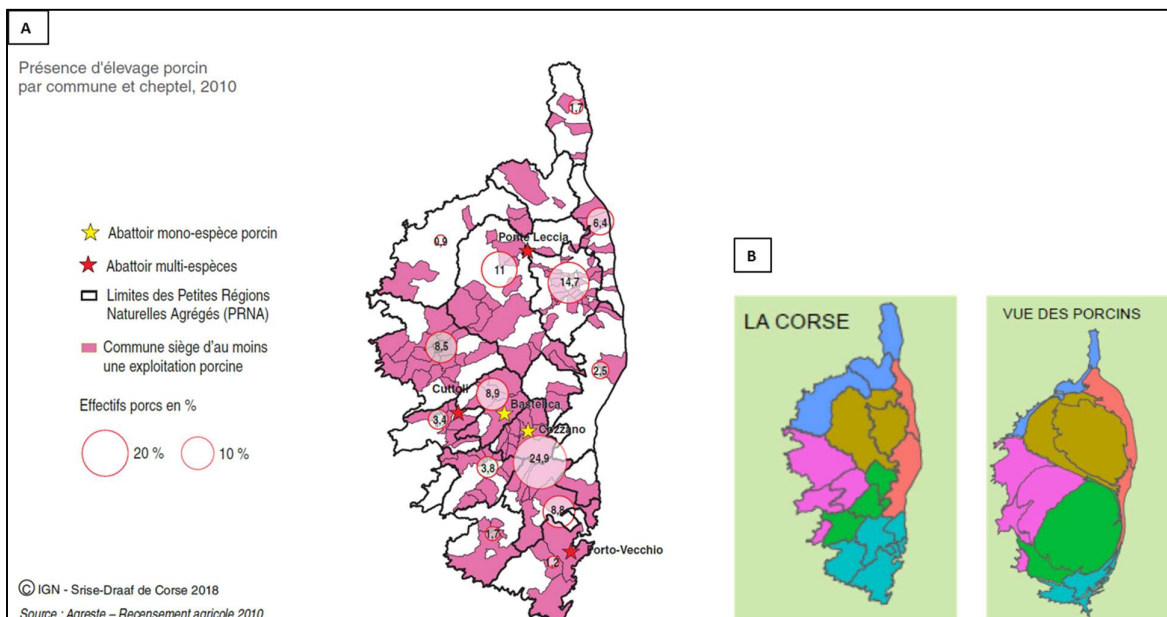 A
Présence d'élevage porcin
par commune et cheptel, 2010
Abattoir mono-espèce porcin
Abattoir multi-espèces
Limites des Petites Régions
Naturelles Agrégés (PRNA)
Commune siège d'au moins
une exploitation porcine
Effectifs porcs en %
20 %
10 %
© IGN - Srise-Draaf de Corse 2018
Source : Agreste – Recensement agricole 2010
1,7
6,4
0,9
Ponte Leccia
11
14,7
8,5
2,5
Cuttoli
8,9
Bastelica
3,4
Cozzano
3,8
24,9
8,8
1,7
Porto-Vecchio
1,2
B
LA CORSE
VUE DES PORCINS